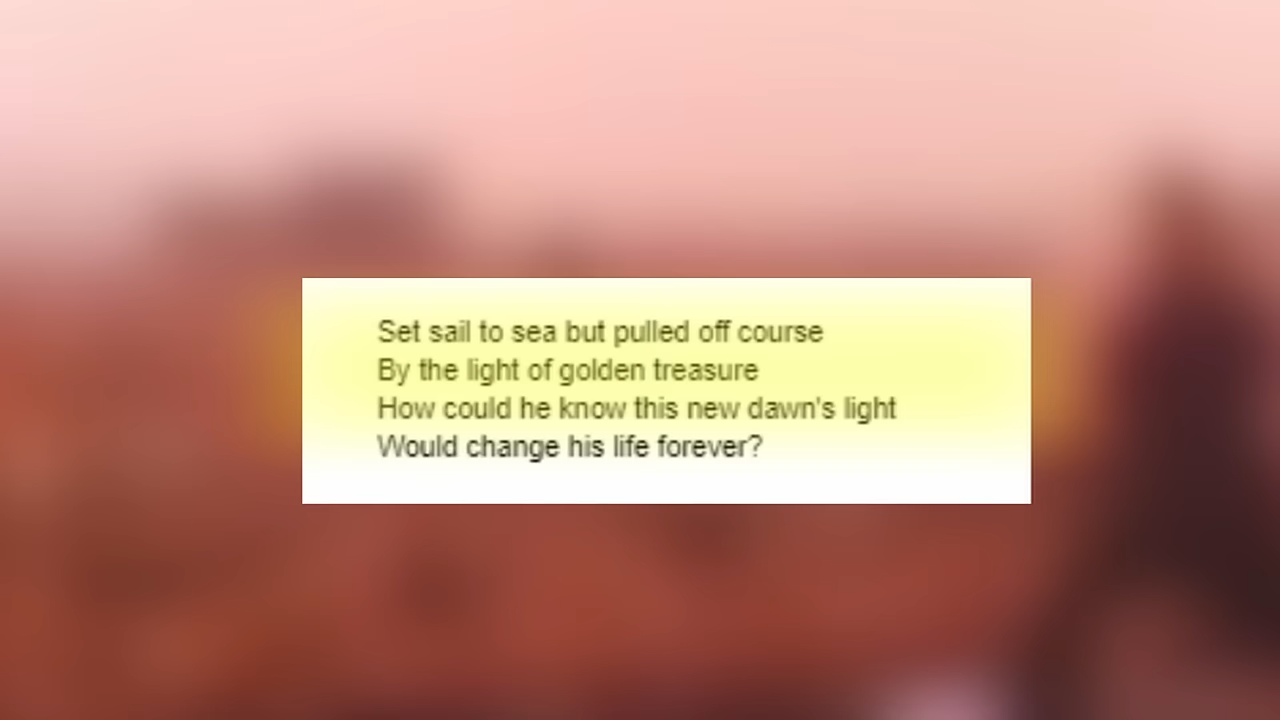 Set sail to sea but pulled off course
By the light of golden treasure
How could he know this new dawn's light
Would change his life forever?